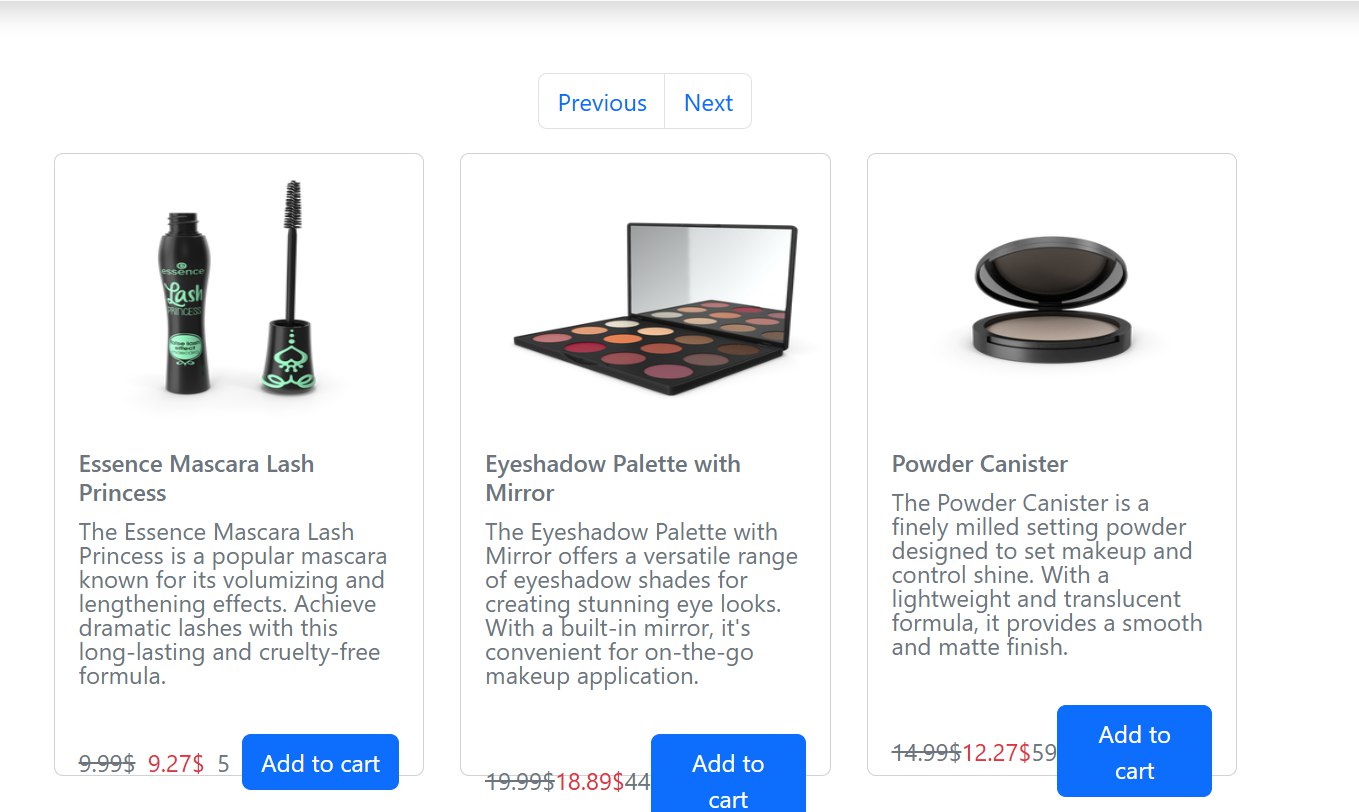 Previous Next
essence
Lash
PRINCESS
false lash
effect
Essence Mascara Lash
Princess
The Essence Mascara Lash
Princess is a popular mascara
known for its volumizing and
lengthening effects. Achieve
dramatic lashes with this
long-lasting and cruelty-free
formula.
9.99$ 9.27$ 5 Add to cart
Eyeshadow Palette with
Mirror
The Eyeshadow Palette with
Mirror offers a versatile range
of eyeshadow shades for
creating stunning eye looks.
With a built-in mirror, it's
convenient for on-the-go
makeup application.
19.99$18.89$44 Add to
cart
Powder Canister
The Powder Canister is a
finely milled setting powder
designed to set makeup and
control shine. With a
lightweight and translucent
formula, it provides a smooth
and matte finish.
14.99$12.27$59 Add to
cart